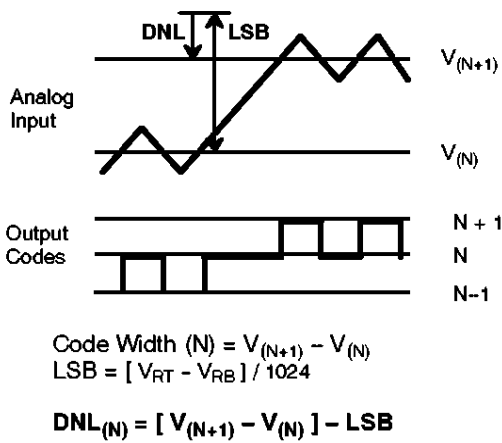 DNL LSB
V(N+1)
Analog
Input
V(N)
Output
Codes
N + 1
N
N--1
Code Width (N) = V(N+1) – V(N)
LSB = [ VRT - VRB ] / 1024
DNL(N) = [ V(N+1) – V(N) ] – LSB